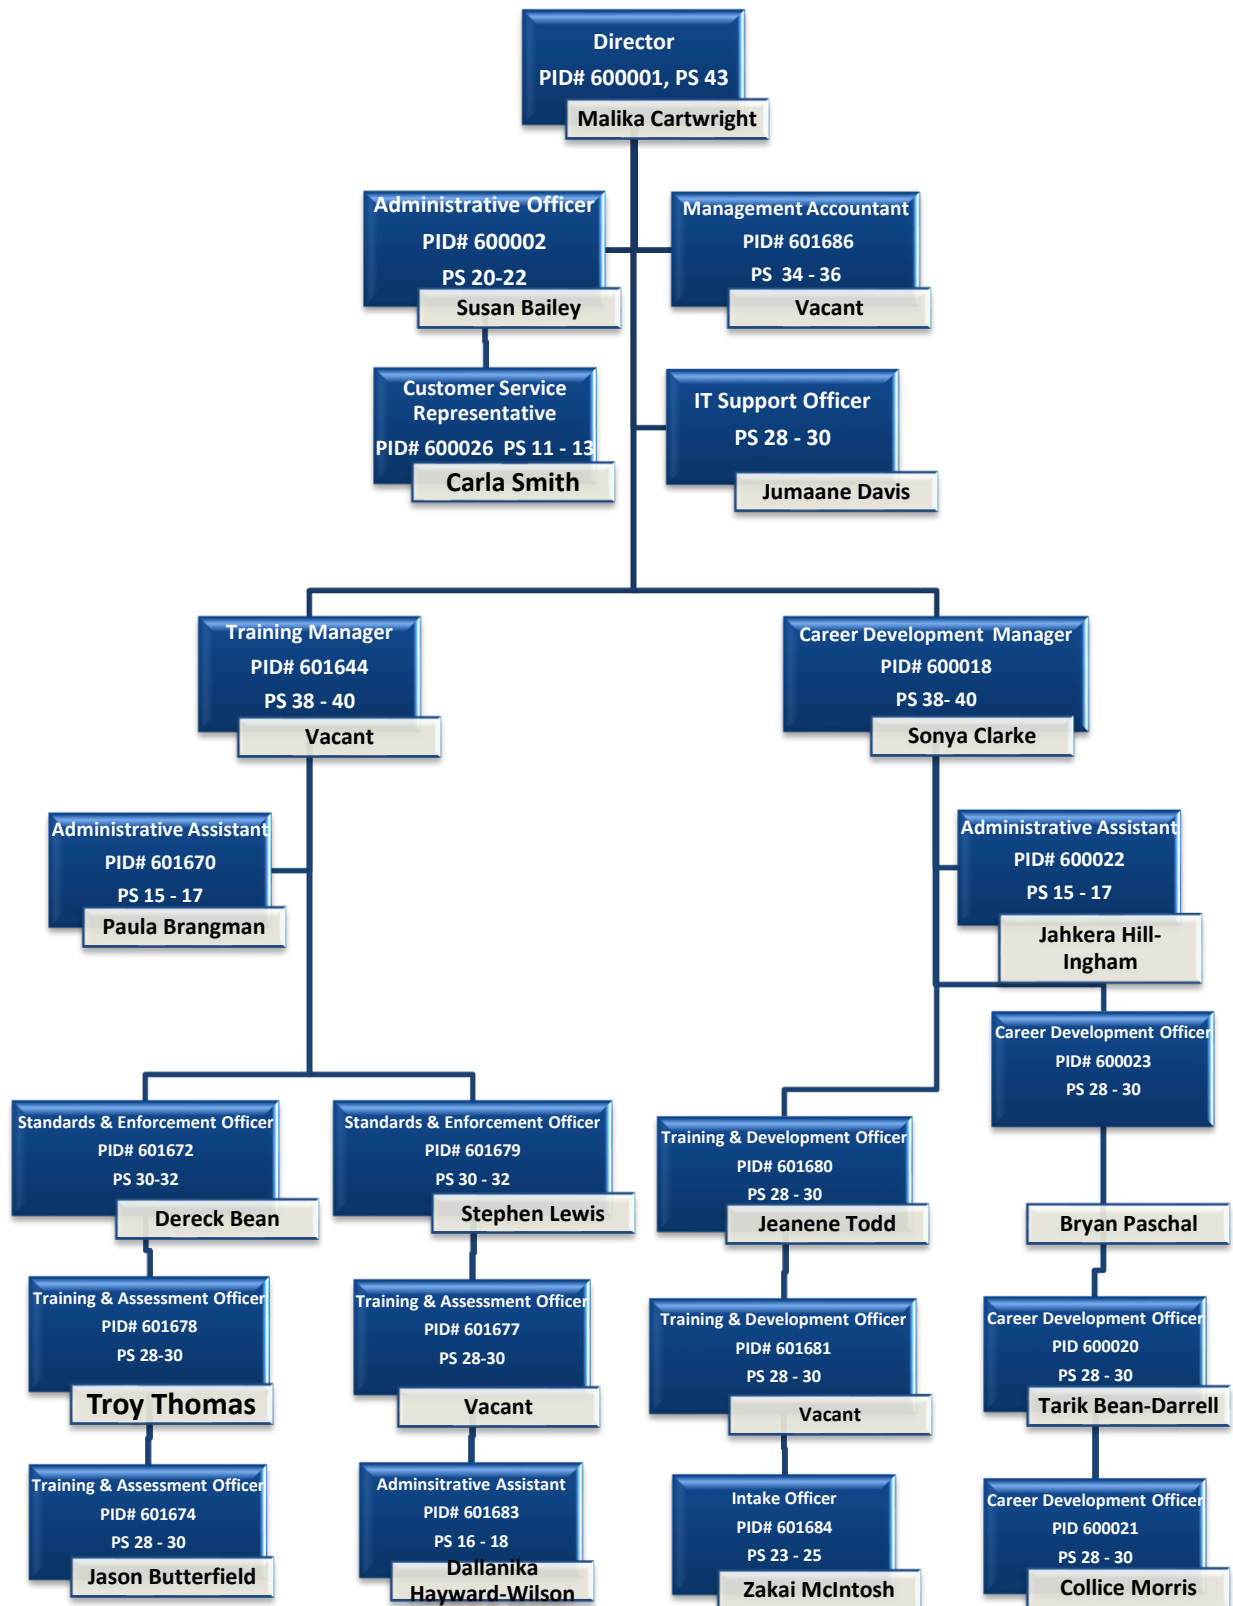 Director
PID# 600001, PS 43
Malika Cartwright
Administrative Officer
PID# 600002
PS 20-22
Susan Bailey
Management Accountant
PID# 601686
PS 34 - 36
Vacant
Customer Service
Representative
PID# 600026 PS 11 - 13
Carla Smith
IT Support Officer
PS 28 - 30
Jumaane Davis
Training Manager
PID# 601644
PS 38 - 40
Vacant
Career Development Manager
PID# 600018
PS 38- 40
Sonya Clarke
Administrative Assistant
PID# 601670
PS 15 - 17
Paula Brangman
Administrative Assistant
PID# 600022
PS 15 - 17
Jahkera Hill-
Ingham
Career Development Officer
PID# 600023
PS 28 - 30
Bryan Paschal
Standards & Enforcement Officer
PID# 601672
PS 30-32
Dereck Bean
Standards & Enforcement Officer
PID# 601679
PS 30 - 32
Stephen Lewis
Training & Development Officer
PID# 601680
PS 28 - 30
Jeanene Todd
Training & Assessment Officer
PID# 601678
PS 28-30
Troy Thomas
Training & Assessment Officer
PID# 601677
PS 28-30
Vacant
Training & Development Officer
PID# 601681
PS 28 - 30
Vacant
Career Development Officer
PID 600020
PS 28 - 30
Tarik Bean-Darrell
Training & Assessment Officer
PID# 601674
PS 28 - 30
Jason Butterfield
Adminsitrative Assistant
PID# 601683
PS 16 - 18
Dallanika
Hayward-Wilson
Intake Officer
PID# 601684
PS 23 - 25
Zakai McIntosh
Career Development Officer
PID 600021
PS 28 - 30
Collice Morris